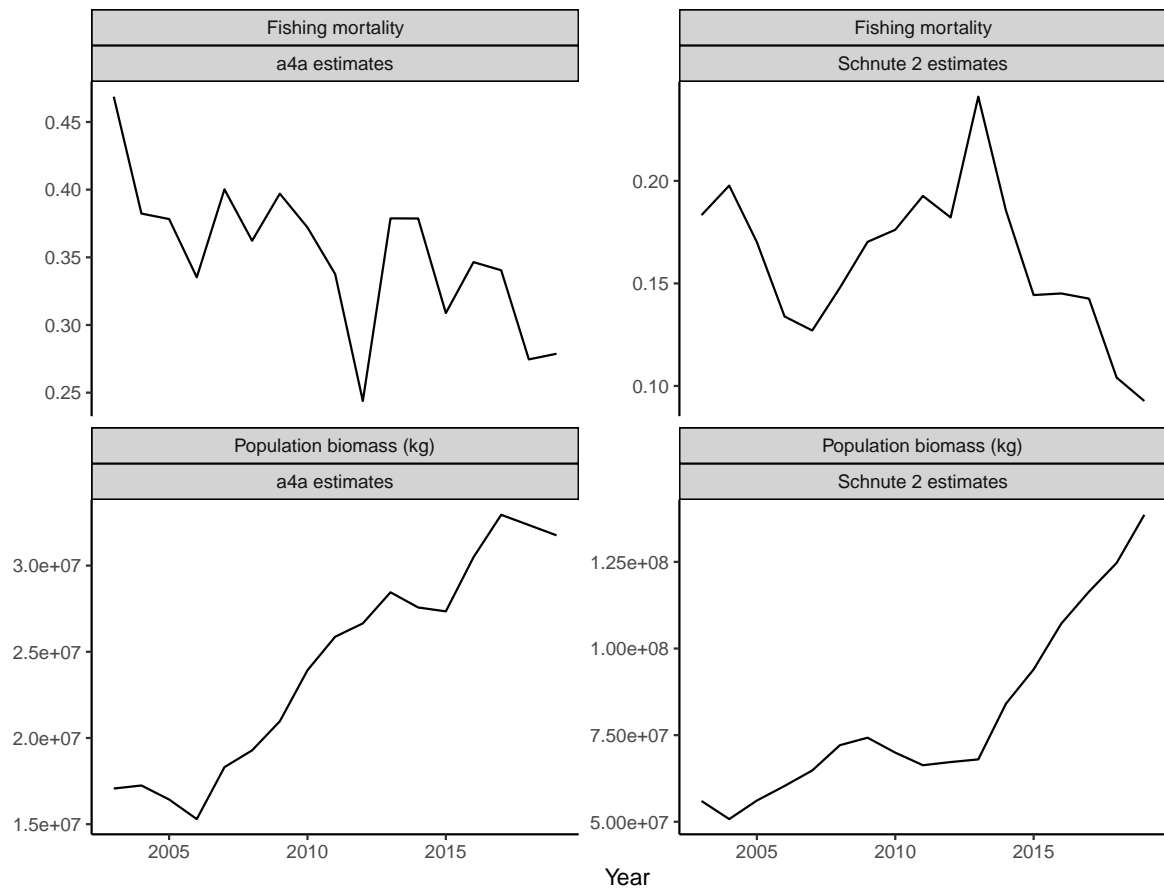 Fishing mortality
a4a estimates
0.45
0.40
0.35
0.30
0.25
Fishing mortality
Schnute 2 estimates
0.20
0.15
0.10
Population biomass (kg)
a4a estimates
3.0e+07
2.5e+07
2.0e+07
1.5e+07
2005 2010 2015
Population biomass (kg)
Schnute 2 estimates
1.25e+08
1.00e+08
7.50e+07
5.00e+07
2005 2010 2015
Year